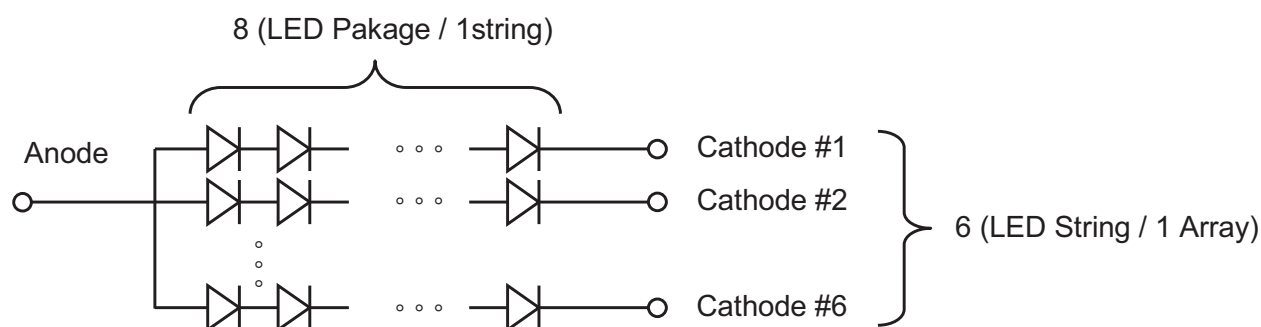 8 (LED Pakage / 1string)
Anode
Cathode #1
Cathode #2
6 (LED String / 1 Array)
Cathode #6